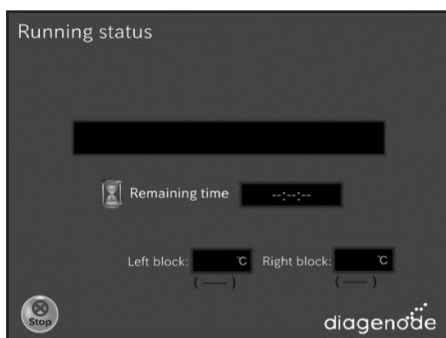 Running status
Remaining time --:--:--
Left block: °C Right block: °C
( ------ ) ( ------ )
Stop
diagenode